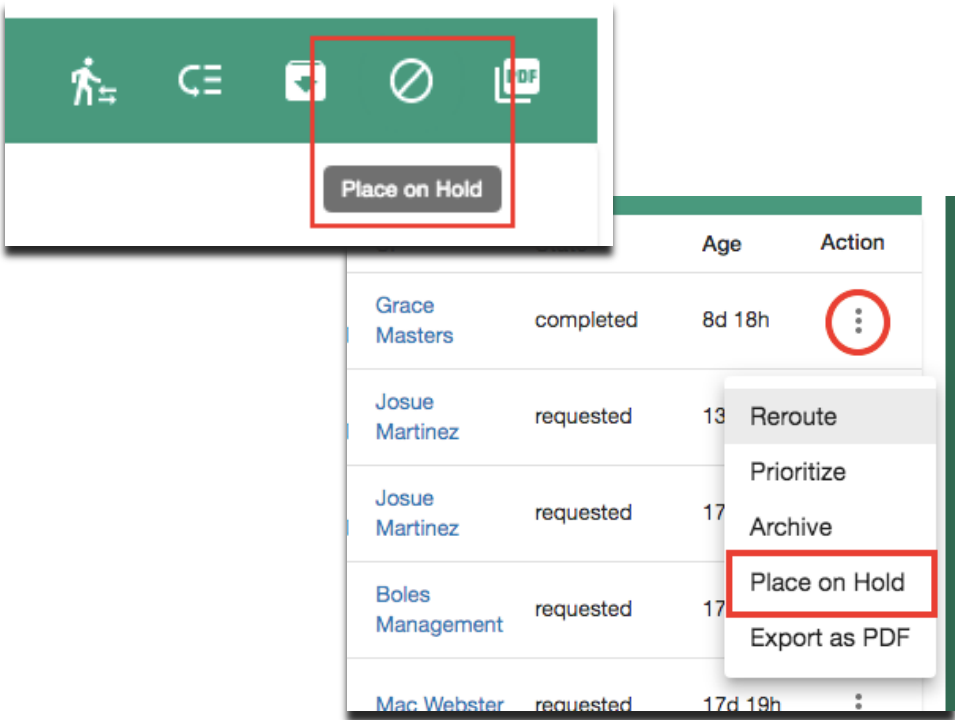 PDF
Place on Hold
Age
Action
Grace
Masters
completed
8d 18h
Josue
Martinez
requested
13
Reroute
Prioritize
Josue
Martinez
requested
17
Archive
Place on Hold
Boles
Management
requested
17
Export as PDF
Mac Webster
requested
17d 19h